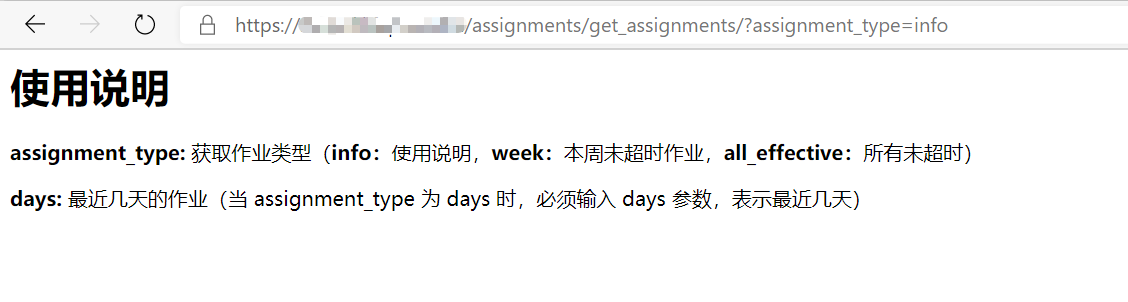 https:///assignments/get_assignments/?assignment_type=info
使用说明
assignment_type: 获取作业类型（info：使用说明，week：本周未超时作业，all_effective：所有未超时）
days: 最近几天的作业（当 assignment_type 为 days 时，必须输入 days 参数，表示最近几天）